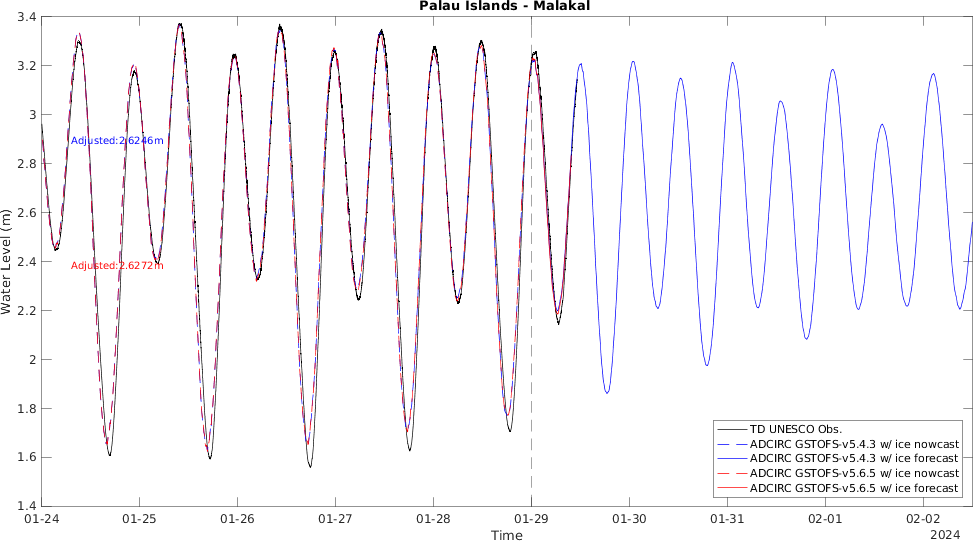 Palau Islands - Malakal
3.4
3.2
3
2.8
2.6
2.4
2.2
2
1.8
1.6
1.4
Water Level (m)
Adjusted:2.6246m
Adjusted:2.6272m
TD UNESCO Obs.
ADCIRC GSTOFS-v5.4.3 w/ ice nowcast
ADCIRC GSTOFS-v5.4.3 w/ ice forecast
ADCIRC GSTOFS-v5.6.5 w/ ice nowcast
ADCIRC GSTOFS-v5.6.5 w/ ice forecast
01-24 01-25 01-26 01-27 01-28 01-29 01-30 01-31 02-01 02-02
Time
2024